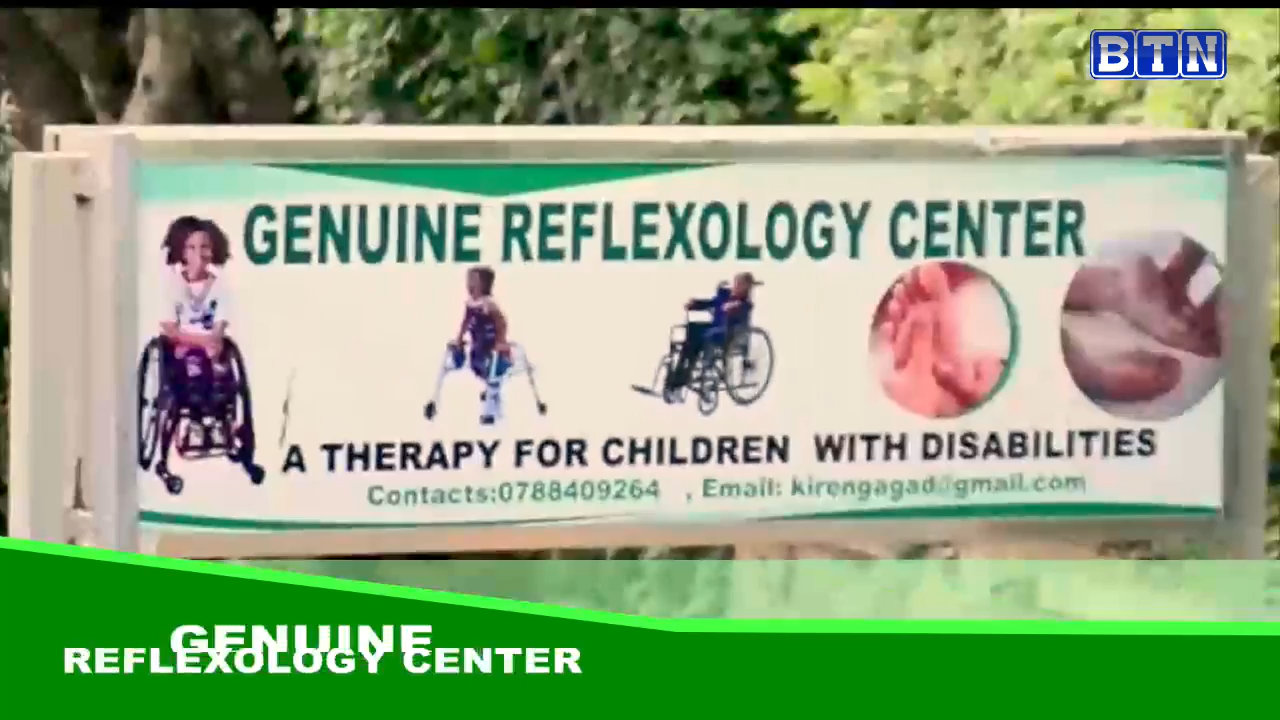 BTN
GENUINE REFLEXOLOGY CENTER
A THERAPY FOR CHILDREN WITH DISABILITIES
Contacts:0788409264 , Email: kirengagad@gmail.com
GENUINE
REFLEXOLOGY CENTER